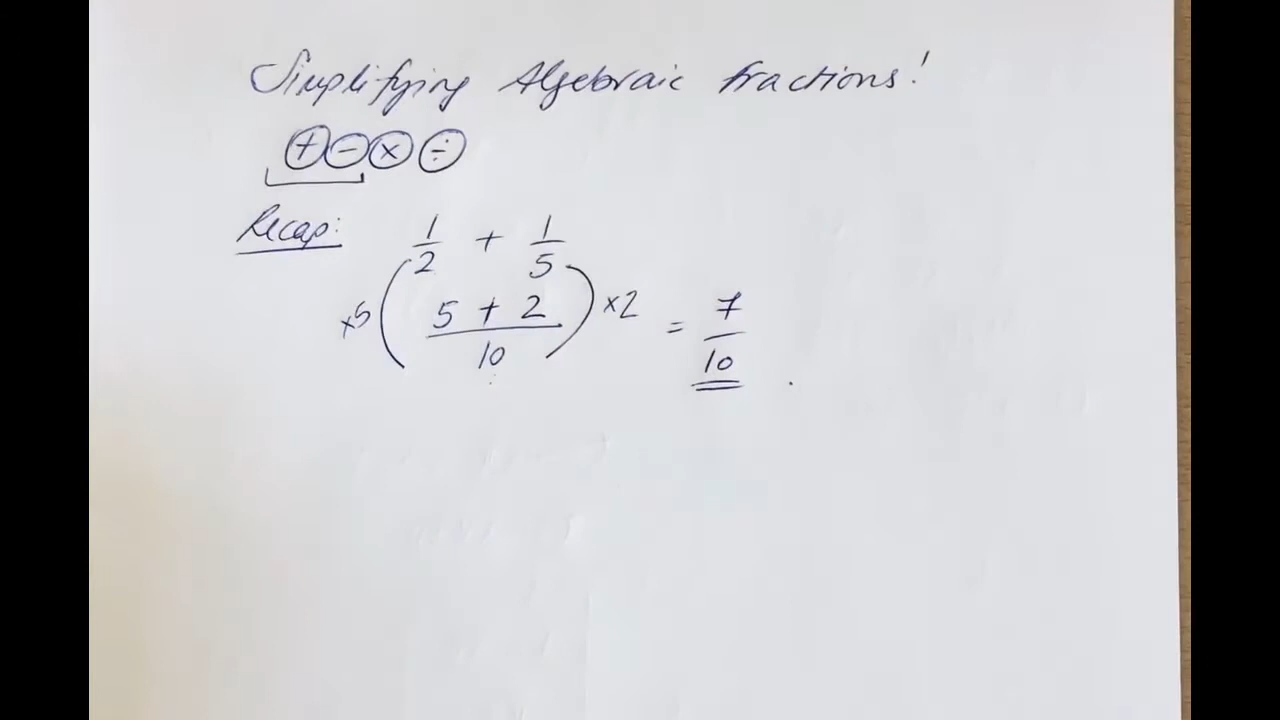 Simplifying Algebraic fractions!
+ − × ÷
Recap: 1/2 + 1/5
×5 ( 5 + 2 / 10 ) ×2 = 7/10